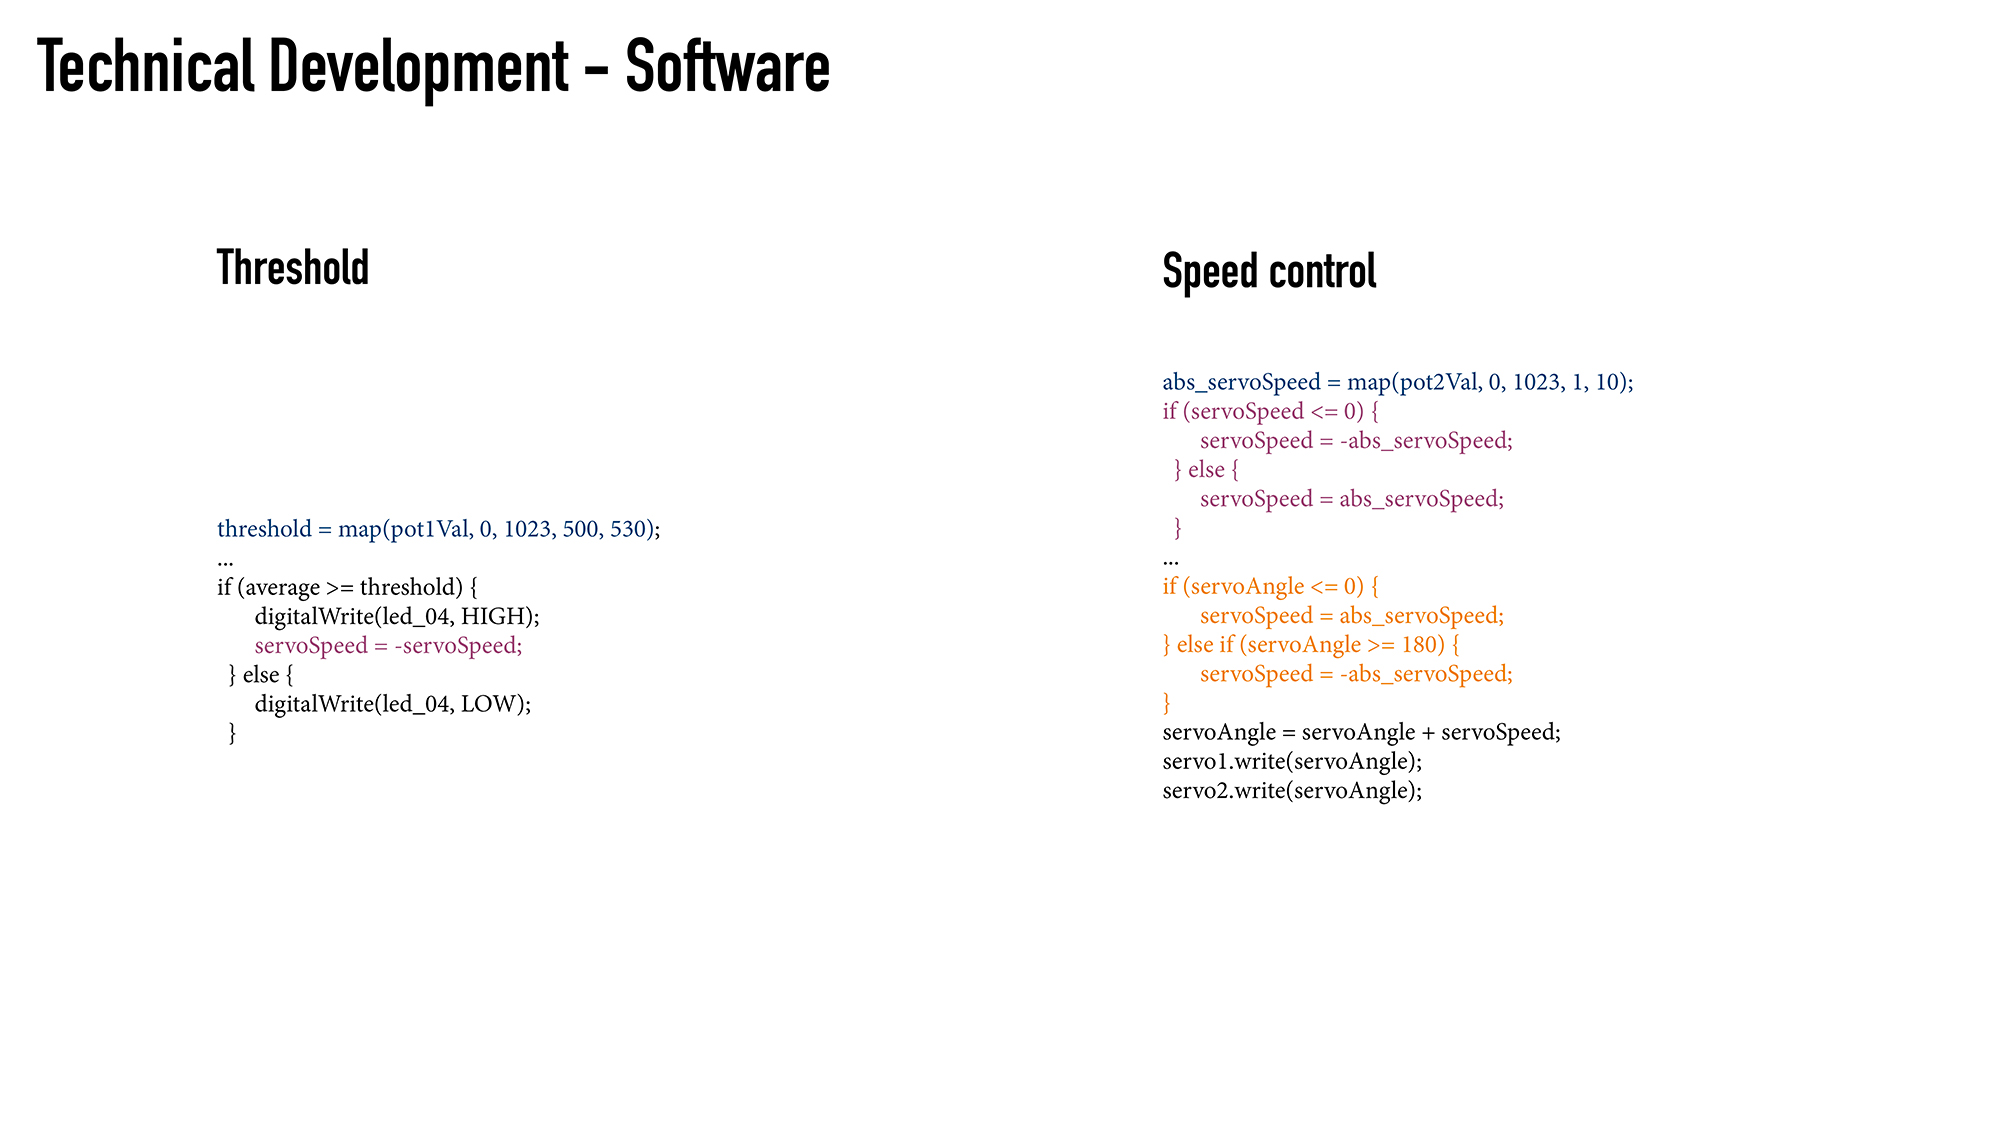 Technical Development – Software
Threshold
threshold = map(pot1Val, 0, 1023, 500, 530);
...
if (average >= threshold) {
digitalWrite(led_04, HIGH);
servoSpeed = -servoSpeed;
} else {
digitalWrite(led_04, LOW);
}
Speed control
abs_servoSpeed = map(pot2Val, 0, 1023, 1, 10);
if (servoSpeed <= 0) {
servoSpeed = -abs_servoSpeed;
} else {
servoSpeed = abs_servoSpeed;
}
...
if (servoAngle <= 0) {
servoSpeed = abs_servoSpeed;
} else if (servoAngle >= 180) {
servoSpeed = -abs_servoSpeed;
}
servoAngle = servoAngle + servoSpeed;
servo1.write(servoAngle);
servo2.write(servoAngle);